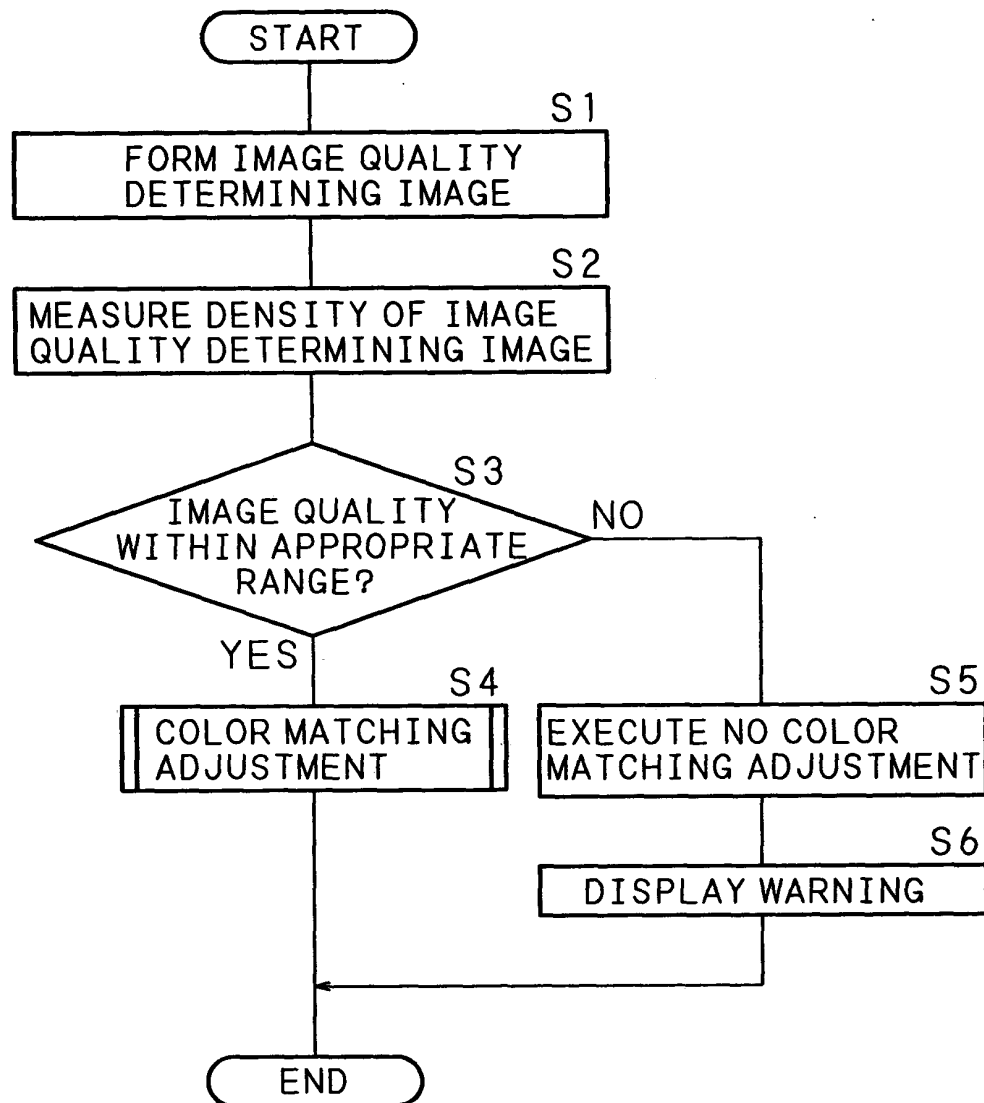 START
S1
FORM IMAGE QUALITY
DETERMINING IMAGE
S2
MEASURE DENSITY OF IMAGE
QUALITY DETERMINING IMAGE
S3
IMAGE QUALITY
WITHIN APPROPRIATE
RANGE?
NO
YES
S4
COLOR MATCHING
ADJUSTMENT
S5
EXECUTE NO COLOR
MATCHING ADJUSTMENT
S6
DISPLAY WARNING
END